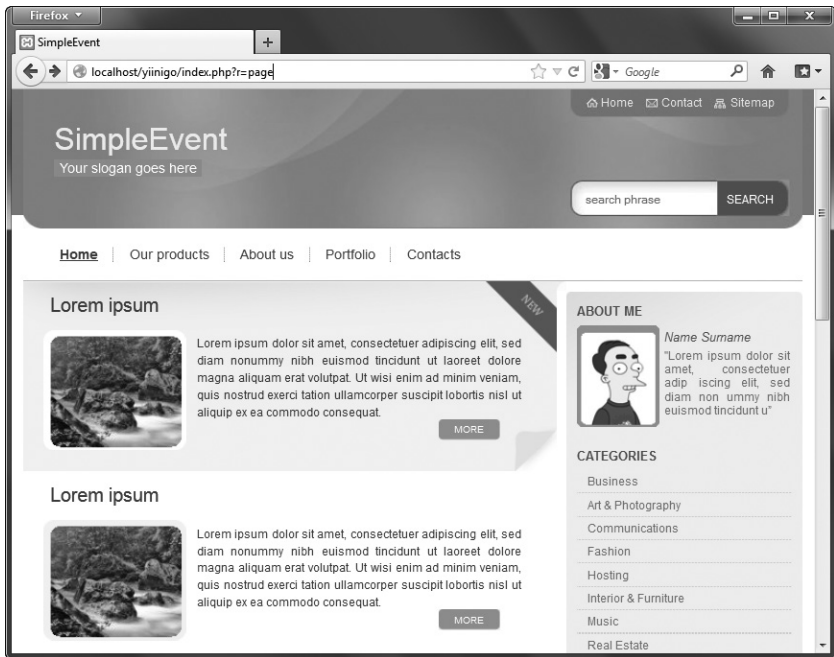 Firefox
SimpleEvent
localhost/yiinigo/index.php?r=page
Google
Home Contact Sitemap
SimpleEvent
Your slogan goes here
search phrase SEARCH
Home Our products About us Portfolio Contacts
Lorem ipsum
NEW
Lorem ipsum dolor sit amet, consectetuer adipiscing elit, sed
diam nonummy nibh euismod tincidunt ut laoreet dolore
magna aliquam erat volutpat. Ut wisi enim ad minim veniam,
quis nostrud exerci tation ullamcorper suscipit lobortis nisl ut
aliquip ex ea commodo consequat.
MORE
Lorem ipsum
Lorem ipsum dolor sit amet, consectetuer adipiscing elit, sed
diam nonummy nibh euismod tincidunt ut laoreet dolore
magna aliquam erat volutpat. Ut wisi enim ad minim veniam,
quis nostrud exerci tation ullamcorper suscipit lobortis nisl ut
aliquip ex ea commodo consequat.
MORE
ABOUT ME
Name Surname
"Lorem ipsum dolor sit
amet, consectetuer
adip iscing elit, sed
diam non ummy nibh
euismod tincidunt u"
CATEGORIES
Business
Art & Photography
Communications
Fashion
Hosting
Interior & Furniture
Music
Real Estate